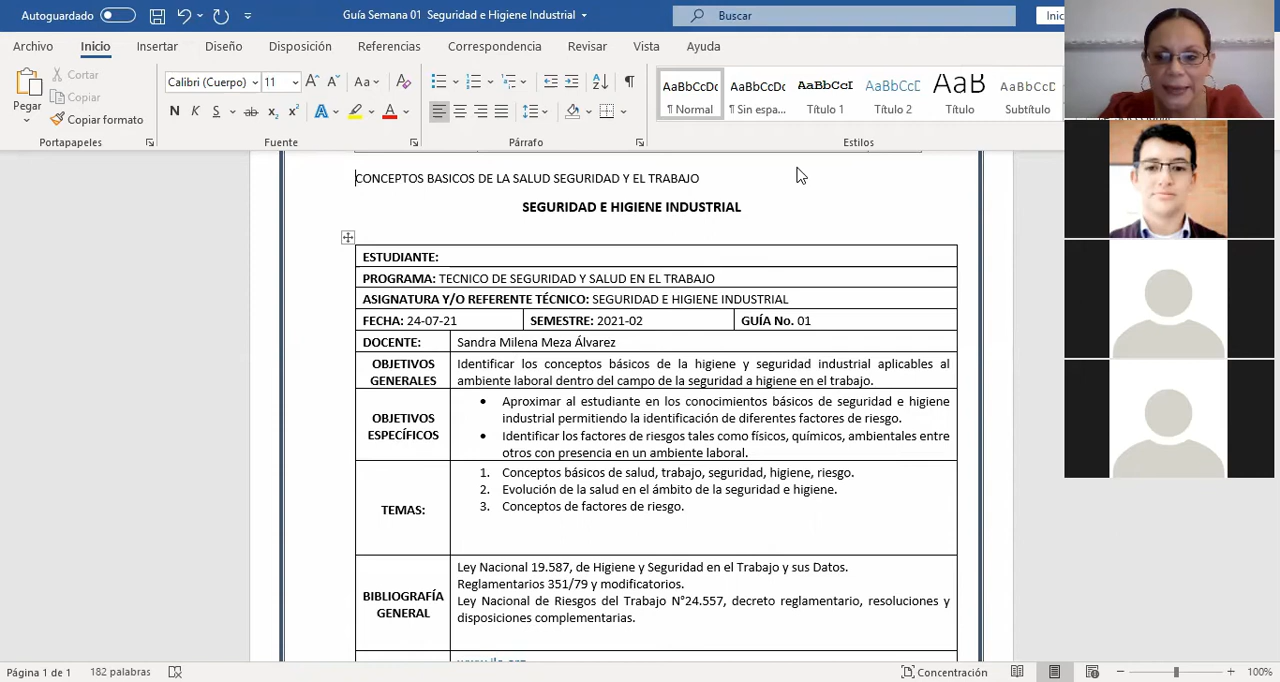 Autoguardado
Guía Semana 01 Seguridad e Higiene Industrial
Buscar
Inic
Archivo
Inicio
Insertar
Diseño
Disposición
Referencias
Correspondencia
Revisar
Vista
Ayuda
Pegar
Cortar
Copiar
Copiar formato
Portapapeles
Calibri (Cuerpo)
11
Aa
N K S ab x₂ x²
Fuente
Párrafo
AaBbCcDc AaBbCcDc AaBbCcI AaBbCcD AaB AaBbCcD
¶ Normal
¶ Sin espa...
Título 1
Título 2
Título
Subtítulo
Estilos
CONCEPTOS BASICOS DE LA SALUD SEGURIDAD Y EL TRABAJO
SEGURIDAD E HIGIENE INDUSTRIAL
ESTUDIANTE:
PROGRAMA: TECNICO DE SEGURIDAD Y SALUD EN EL TRABAJO
ASIGNATURA Y/O REFERENTE TÉCNICO: SEGURIDAD E HIGIENE INDUSTRIAL
FECHA: 24-07-21
SEMESTRE: 2021-02
GUÍA No. 01
DOCENTE:
Sandra Milena Meza Álvarez
OBJETIVOS
GENERALES
Identificar los conceptos básicos de la higiene y seguridad industrial aplicables al
ambiente laboral dentro del campo de la seguridad a higiene en el trabajo.
OBJETIVOS
ESPECÍFICOS
• Aproximar al estudiante en los conocimientos básicos de seguridad e higiene
industrial permitiendo la identificación de diferentes factores de riesgo.
• Identificar los factores de riesgos tales como físicos, químicos, ambientales entre
otros con presencia en un ambiente laboral.
TEMAS:
1. Conceptos básicos de salud, trabajo, seguridad, higiene, riesgo.
2. Evolución de la salud en el ámbito de la seguridad e higiene.
3. Conceptos de factores de riesgo.
BIBLIOGRAFÍA
GENERAL
Ley Nacional 19.587, de Higiene y Seguridad en el Trabajo y sus Datos.
Reglamentarios 351/79 y modificatorios.
Ley Nacional de Riesgos del Trabajo N°24.557, decreto reglamentario, resoluciones y
disposiciones complementarias.
Página 1 de 1
182 palabras
Concentración
100%